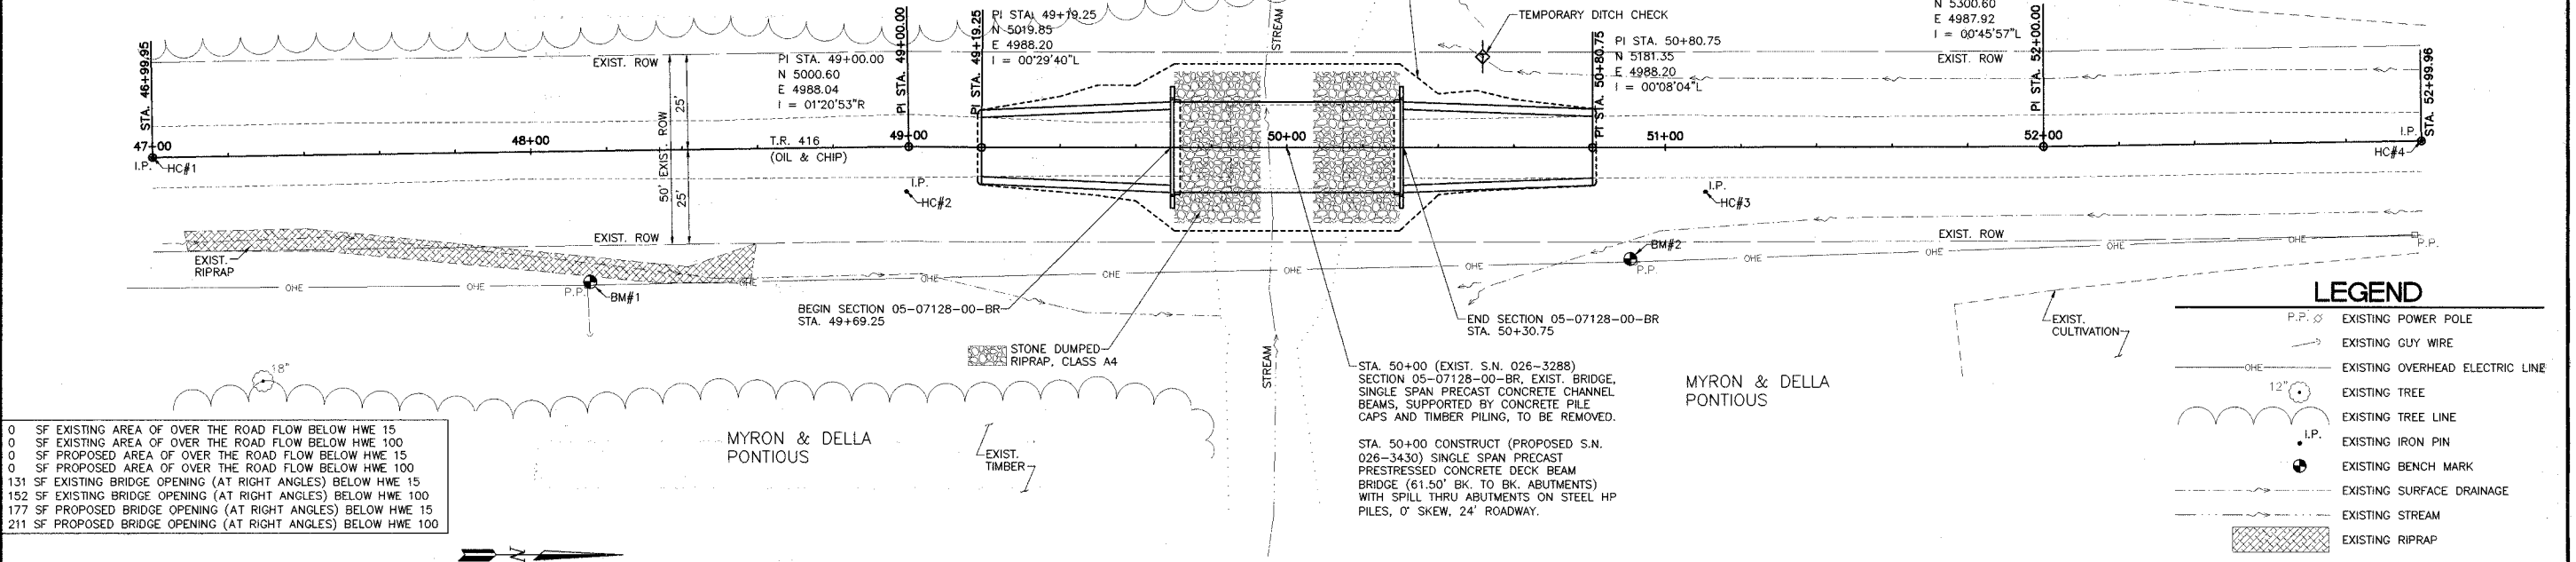 STA. 46+99.95
47+00
I.P.
HC#1
EXIST. ROW
48+00
50' EXIST. ROW
25'
25'
EXIST. ROW
T.R. 416
(OIL & CHIP)
PI STA. 49+00.00
N 5000.60
E 4988.04
I = 01°20'53"R
PI STA. 49+00.00
49+00
I.P.
HC#2
PI STA. 49+19.25
PI STA. 49+19.25
N 5019.85
E 4988.20
I = 00°29'40"L
STREAM
50+00
TEMPORARY DITCH CHECK
PI STA. 50+80.75
PI STA. 50+80.75
N 5181.35
E 4988.20
I = 00°08'04"L
51+00
I.P.
HC#3
N 5300.60
E 4987.92
I = 00°45'57"L
EXIST. ROW
PI STA. 52+00.00
52+00
STA. 52+99.96
I.P.
HC#4
EXIST. ROW
EXIST.
RIPRAP
OHE
OHE
P.P.
BM#1
OHE
OHE
OHE
OHE
OHE
BM#2
P.P.
OHE
OHE
OHE
OHE
P.P.
BEGIN SECTION 05-07128-00-BR
STA. 49+69.25
STONE DUMPED
RIPRAP, CLASS A4
END SECTION 05-07128-00-BR
STA. 50+30.75
STREAM
STA. 50+00 (EXIST. S.N. 026-3288)
SECTION 05-07128-00-BR, EXIST. BRIDGE,
SINGLE SPAN PRECAST CONCRETE CHANNEL
BEAMS, SUPPORTED BY CONCRETE PILE
CAPS AND TIMBER PILING, TO BE REMOVED.
STA. 50+00 CONSTRUCT (PROPOSED S.N.
026-3430) SINGLE SPAN PRECAST
PRESTRESSED CONCRETE DECK BEAM
BRIDGE (61.50' BK. TO BK. ABUTMENTS)
WITH SPILL THRU ABUTMENTS ON STEEL HP
PILES, 0° SKEW, 24' ROADWAY.
MYRON & DELLA
PONTIOUS
EXIST.
CULTIVATION
18"
MYRON & DELLA
PONTIOUS
EXIST.
TIMBER
0 SF EXISTING AREA OF OVER THE ROAD FLOW BELOW HWE 15
0 SF EXISTING AREA OF OVER THE ROAD FLOW BELOW HWE 100
0 SF PROPOSED AREA OF OVER THE ROAD FLOW BELOW HWE 15
0 SF PROPOSED AREA OF OVER THE ROAD FLOW BELOW HWE 100
131 SF EXISTING BRIDGE OPENING (AT RIGHT ANGLES) BELOW HWE 15
152 SF EXISTING BRIDGE OPENING (AT RIGHT ANGLES) BELOW HWE 100
177 SF PROPOSED BRIDGE OPENING (AT RIGHT ANGLES) BELOW HWE 15
211 SF PROPOSED BRIDGE OPENING (AT RIGHT ANGLES) BELOW HWE 100
N
LEGEND
P.P. EXISTING POWER POLE
EXISTING GUY WIRE
OHE EXISTING OVERHEAD ELECTRIC LINE
12" EXISTING TREE
EXISTING TREE LINE
I.P. EXISTING IRON PIN
EXISTING BENCH MARK
EXISTING SURFACE DRAINAGE
EXISTING STREAM
EXISTING RIPRAP